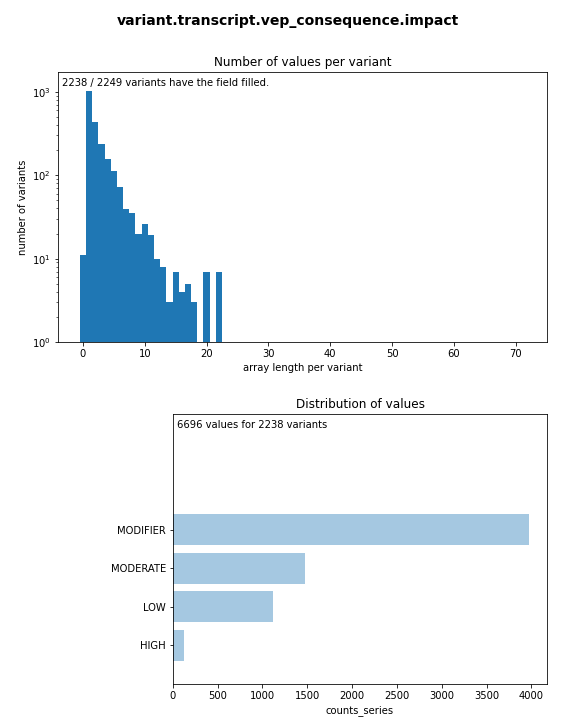 variant.transcript.vep_consequence.impact
Number of values per variant
2238 / 2249 variants have the field filled.
10³
10²
10¹
10⁰
number of variants
0 10 20 30 40 50 60 70
array length per variant
Distribution of values
6696 values for 2238 variants
MODIFIER
MODERATE
LOW
HIGH
0 500 1000 1500 2000 2500 3000 3500 4000
counts_series